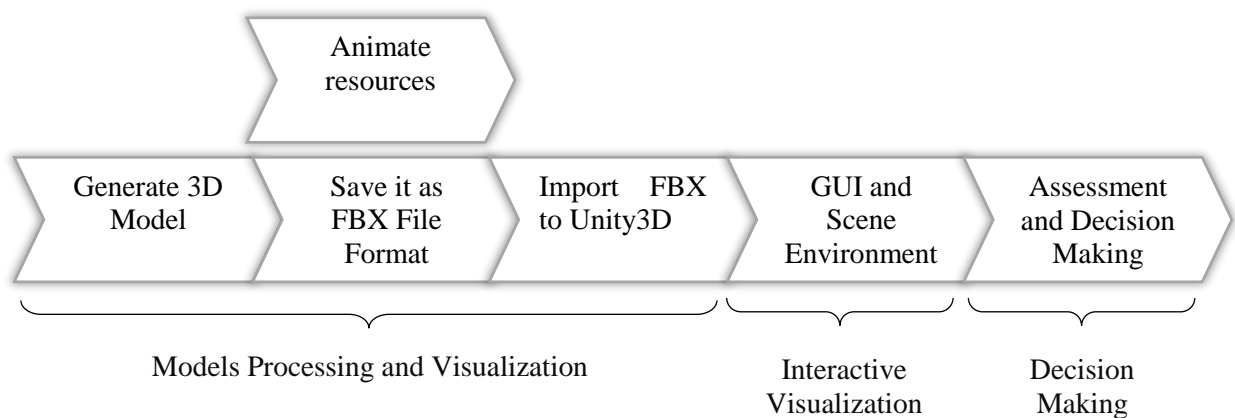 Animate
resources
Generate 3D
Model
Save it as
FBX File
Format
Import FBX
to Unity3D
GUI and
Scene
Environment
Assessment
and Decision
Making
Models Processing and Visualization
Interactive
Visualization
Decision
Making